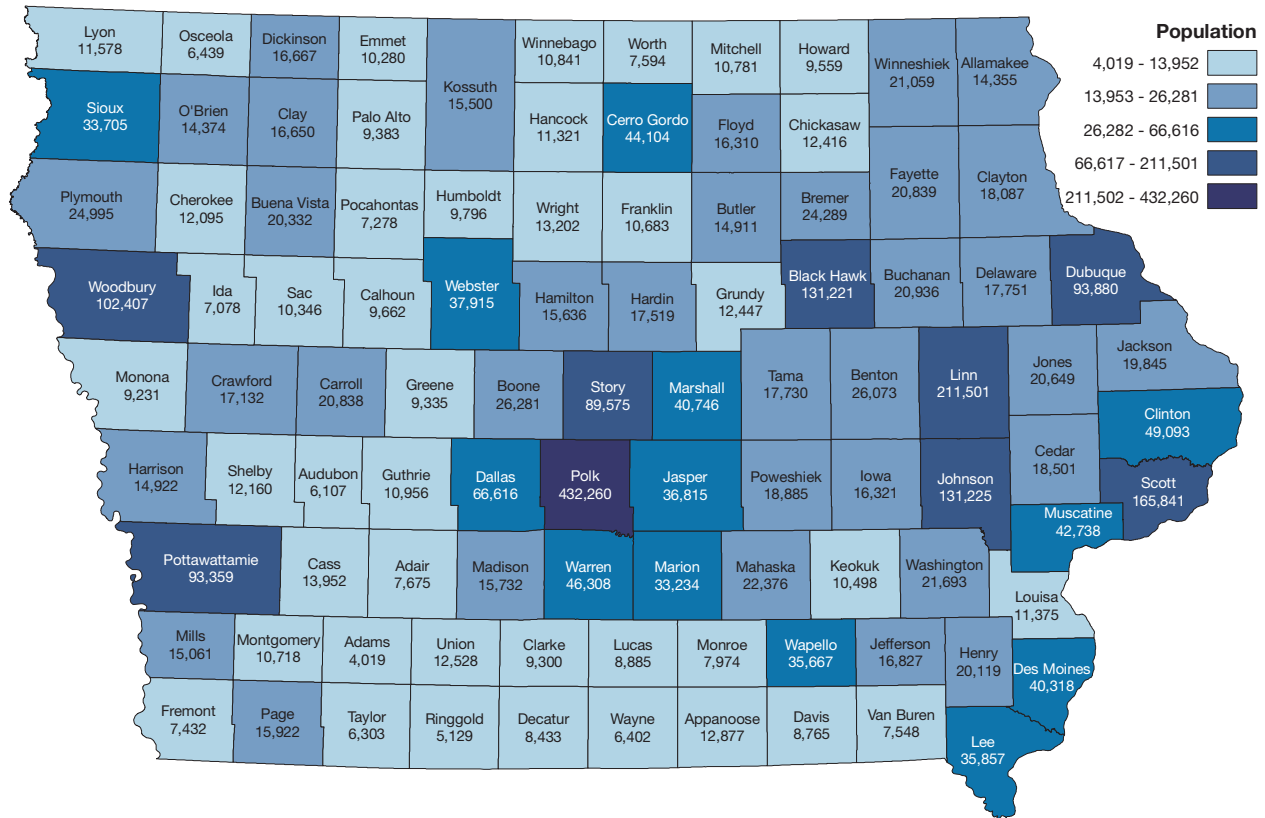 Population
4,019 - 13,952
13,953 - 26,281
26,282 - 66,616
66,617 - 211,501
211,502 - 432,260
Lyon
11,578
Osceola
6,439
Dickinson
16,667
Emmet
10,280
Kossuth
15,500
Winnebago
10,841
Worth
7,594
Mitchell
10,781
Howard
9,559
Winneshiek
21,059
Allamakee
14,355
Sioux
33,705
O'Brien
14,374
Clay
16,650
Palo Alto
9,383
Hancock
11,321
Cerro Gordo
44,104
Floyd
16,310
Chickasaw
12,416
Plymouth
24,995
Cherokee
12,095
Buena Vista
20,332
Pocahontas
7,278
Humboldt
9,796
Wright
13,202
Franklin
10,683
Butler
14,911
Bremer
24,289
Fayette
20,839
Clayton
18,087
Woodbury
102,407
Ida
7,078
Sac
10,346
Calhoun
9,662
Webster
37,915
Hamilton
15,636
Hardin
17,519
Grundy
12,447
Black Hawk
131,221
Buchanan
20,936
Delaware
17,751
Dubuque
93,880
Monona
9,231
Crawford
17,132
Carroll
20,838
Greene
9,335
Boone
26,281
Story
89,575
Marshall
40,746
Tama
17,730
Benton
26,073
Linn
211,501
Jones
20,649
Jackson
19,845
Clinton
49,093
Harrison
14,922
Shelby
12,160
Audubon
6,107
Guthrie
10,956
Dallas
66,616
Polk
432,260
Jasper
36,815
Poweshiek
18,885
Iowa
16,321
Johnson
131,225
Cedar
18,501
Scott
165,841
Muscatine
42,738
Pottawattamie
93,359
Cass
13,952
Adair
7,675
Madison
15,732
Warren
46,308
Marion
33,234
Mahaska
22,376
Keokuk
10,498
Washington
21,693
Louisa
11,375
Mills
15,061
Montgomery
10,718
Adams
4,019
Union
12,528
Clarke
9,300
Lucas
8,885
Monroe
7,974
Wapello
35,667
Jefferson
16,827
Henry
20,119
Des Moines
40,318
Fremont
7,432
Page
15,922
Taylor
6,303
Ringgold
5,129
Decatur
8,433
Wayne
6,402
Appanoose
12,877
Davis
8,765
Van Buren
7,548
Lee
35,857